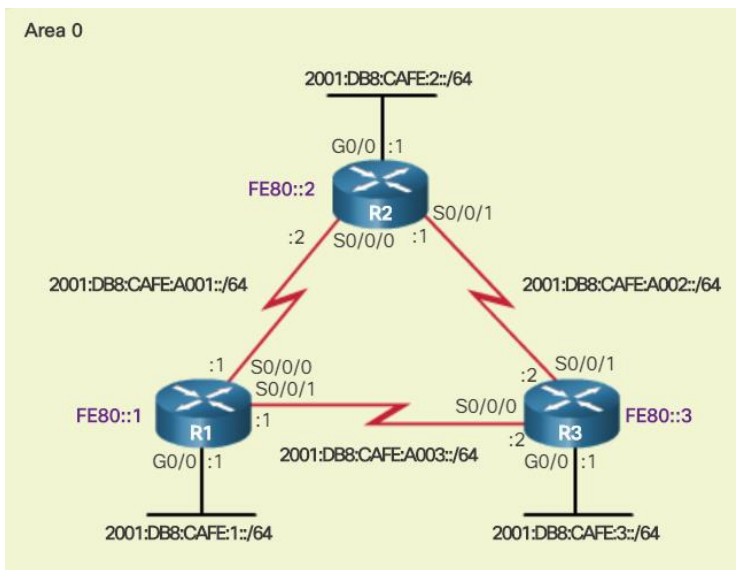 Area 0
2001:DB8:CAFE:2::/64
G0/0 :1
FE80::2
R2
S0/0/1
:2 S0/0/0 :1
2001:DB8:CAFE:A001::/64
2001:DB8:CAFE:A002::/64
:1 S0/0/0
S0/0/1
:2
S0/0/1
FE80::1
R1
:1
S0/0/0
:2
R3
FE80::3
2001:DB8:CAFE:A003::/64
G0/0 :1
G0/0 :1
2001:DB8:CAFE:1::/64
2001:DB8:CAFE:3::/64